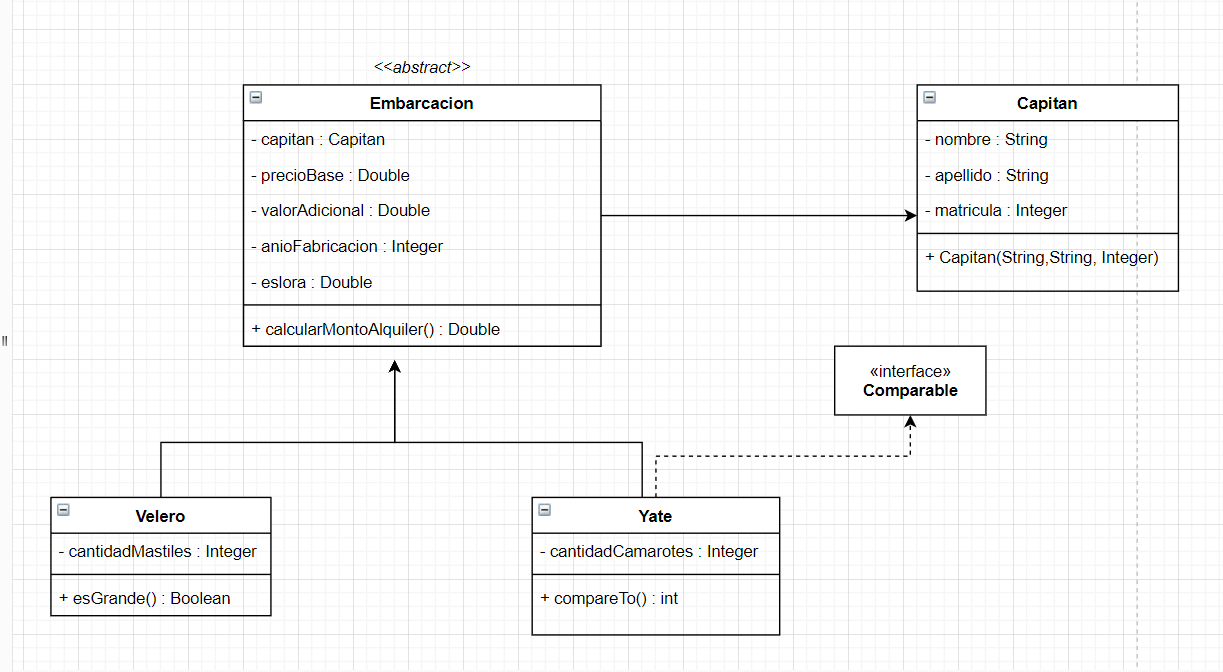 <<abstract>>
Embarcacion
- capitan : Capitan
- precioBase : Double
- valorAdicional : Double
- anioFabricacion : Integer
- eslora : Double
+ calcularMontoAlquiler() : Double
Capitan
- nombre : String
- apellido : String
- matricula : Integer
+ Capitan(String,String, Integer)
«interface»
Comparable
Velero
- cantidadMastiles : Integer
+ esGrande() : Boolean
Yate
- cantidadCamarotes : Integer
+ compareTo() : int